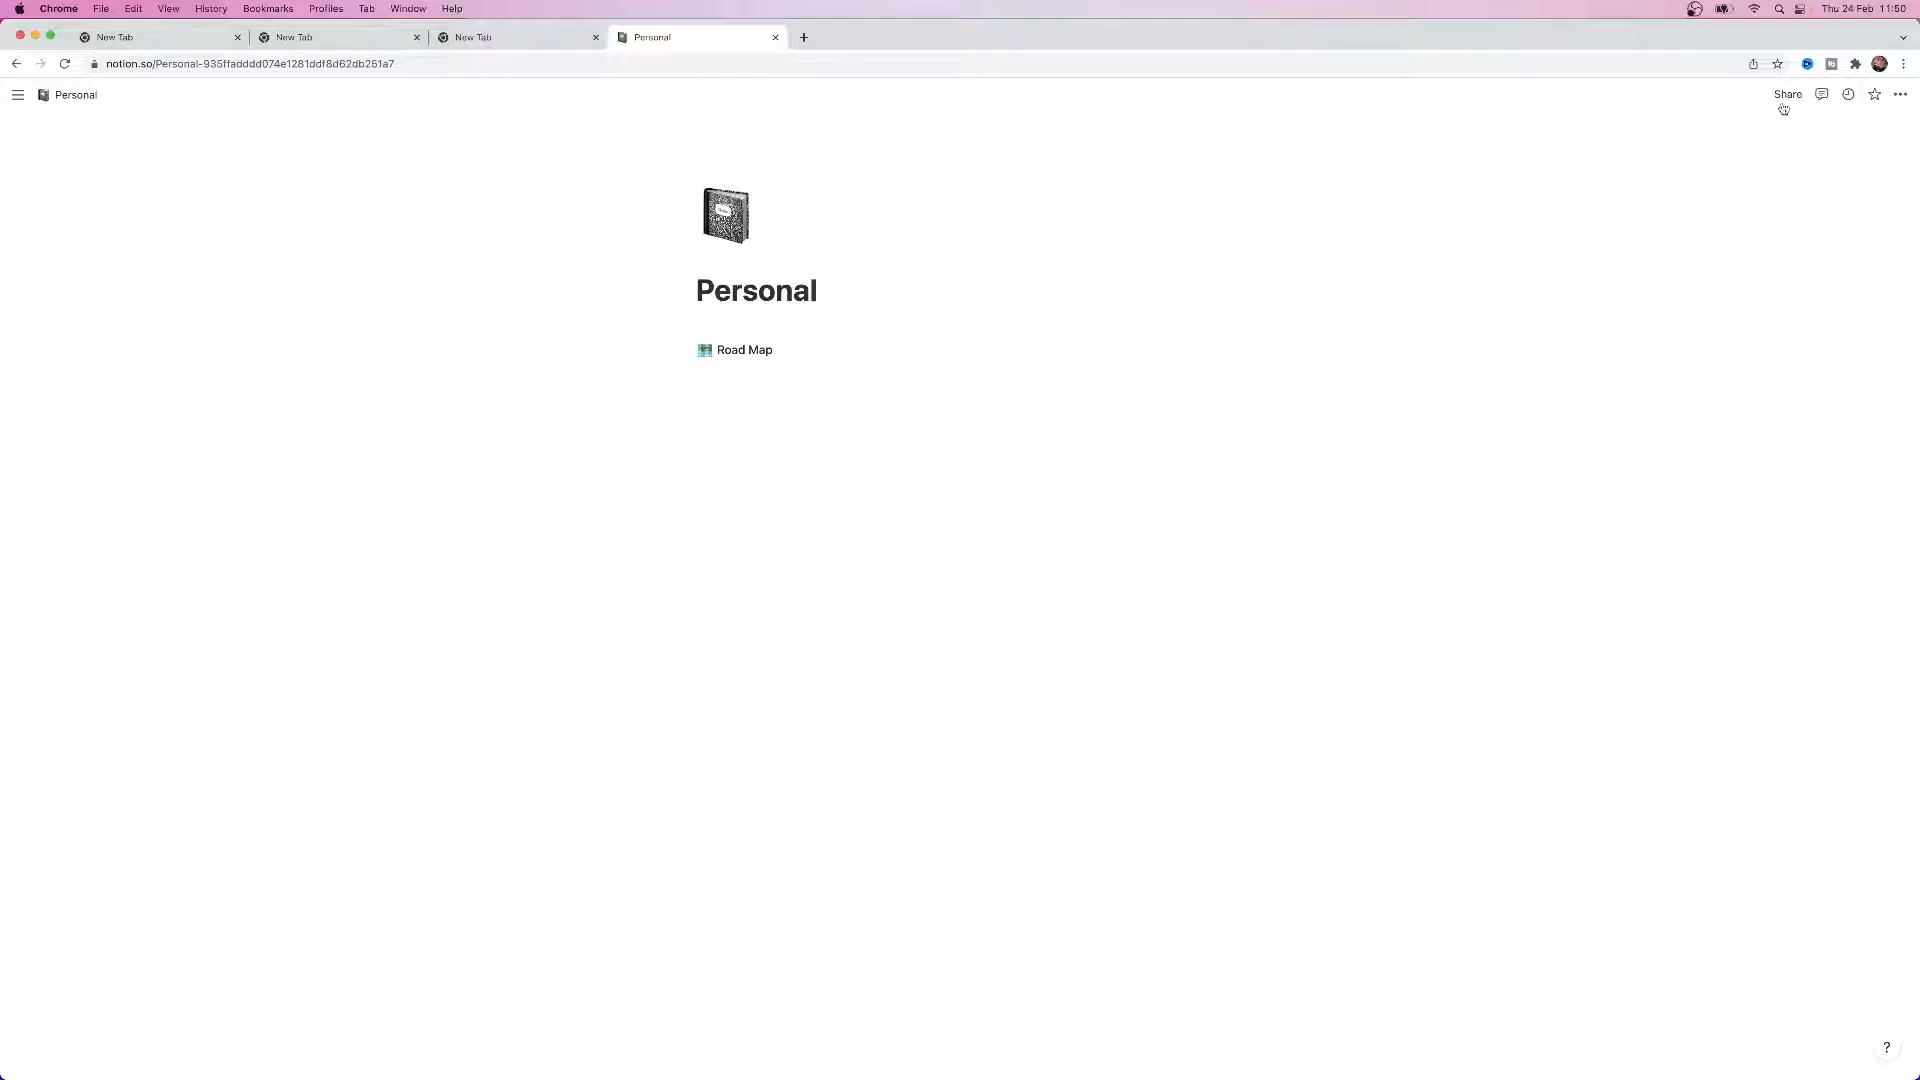 Chrome File Edit View History Bookmarks Profiles Tab Window Help Thu 24 Feb 11:50
New Tab New Tab New Tab Personal
notion.so/Personal-935ffadddd074e1281ddf8d62db251a7
Personal Share
Personal
Road Map
?